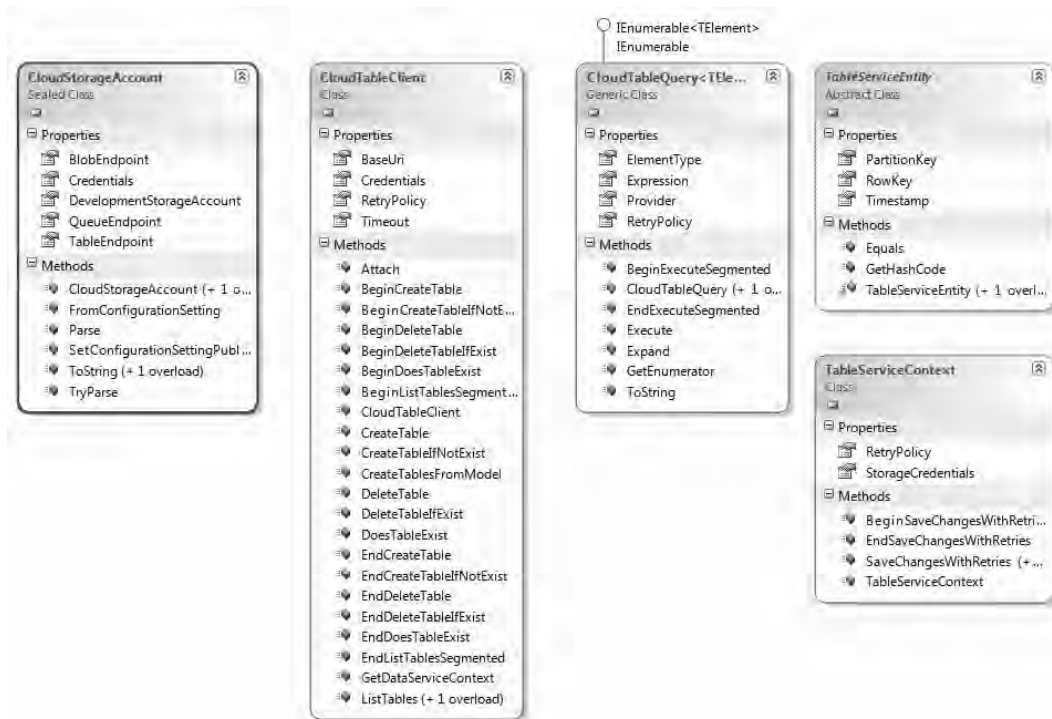 IEnumerable<TElement>
IEnumerable
CloudStorageAccount
Sealed Class
Properties
BlobEndpoint
Credentials
DevelopmentStorageAccount
QueueEndpoint
TableEndpoint
Methods
CloudStorageAccount (+ 1 o...
FromConfigurationSetting
Parse
SetConfigurationSettingPubl...
ToString (+ 1 overload)
TryParse
CloudTableClient
Class
Properties
BaseUri
Credentials
RetryPolicy
Timeout
Methods
Attach
BeginCreateTable
BeginCreateTableIfNotE...
BeginDeleteTable
BeginDeleteTableIfExist
BeginDoesTableExist
BeginListTablesSegment...
CloudTableClient
CreateTable
CreateTableIfNotExist
CreateTablesFromModel
DeleteTable
DeleteTableIfExist
DoesTableExist
EndCreateTable
EndCreateTableIfNotExist
EndDeleteTable
EndDeleteTableIfExist
EndDoesTableExist
EndListTablesSegmented
GetDataServiceContext
ListTables (+ 1 overload)
CloudTableQuery<TEle...
Generic Class
Properties
ElementType
Expression
Provider
RetryPolicy
Methods
BeginExecuteSegmented
CloudTableQuery (+ 1 o...
EndExecuteSegmented
Execute
Expand
GetEnumerator
ToString
TableServiceEntity
Abstract Class
Properties
PartitionKey
RowKey
Timestamp
Methods
Equals
GetHashCode
TableServiceEntity (+ 1 overl...
TableServiceContext
Class
Properties
RetryPolicy
StorageCredentials
Methods
BeginSaveChangesWithRetri...
EndSaveChangesWithRetries
SaveChangesWithRetries (+ ...
TableServiceContext